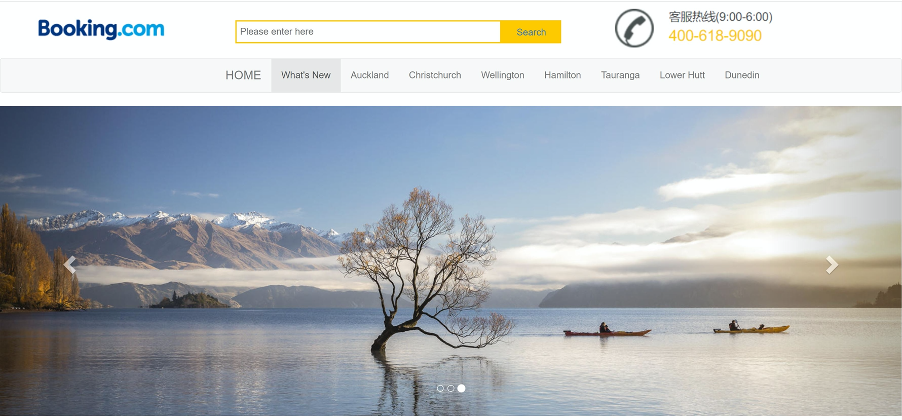 Booking.com
Please enter here
Search
客服热线(9:00-6:00)
400-618-9090
HOME
What's New
Auckland
Christchurch
Wellington
Hamilton
Tauranga
Lower Hutt
Dunedin